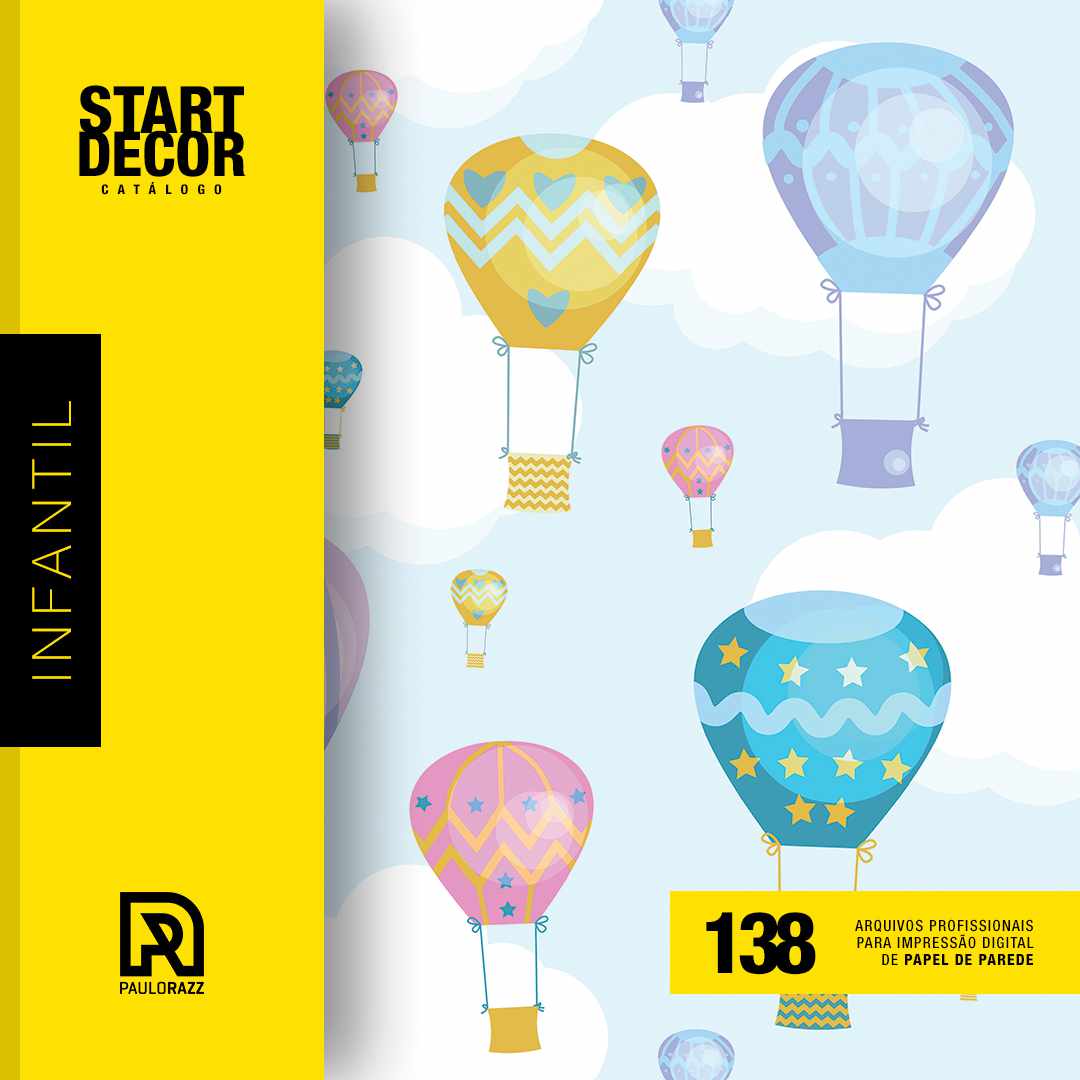 START
DECOR
CATÁLOGO
INFANTIL
PAULORAZZ
138
ARQUIVOS PROFISSIONAIS
PARA IMPRESSÃO DIGITAL
DE PAPEL DE PAREDE